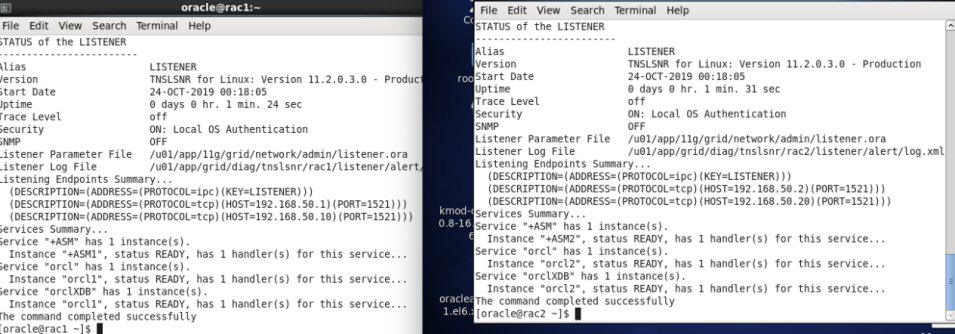 oracle@rac1:~
File Edit View Search Terminal Help
STATUS of the LISTENER
------------------------
Alias LISTENER
Version TNSLSNR for Linux: Version 11.2.0.3.0 - Product
Start Date 24-OCT-2019 00:18:05
Uptime 0 days 0 hr. 1 min. 24 sec
Trace Level off
Security ON: Local OS Authentication
SNMP OFF
Listener Parameter File /u01/app/11g/grid/network/admin/listener.ora
Listener Log File /u01/app/grid/diag/tnslsnr/rac1/listener/alert/
Listening Endpoints Summary...
(DESCRIPTION=(ADDRESS=(PROTOCOL=ipc)(KEY=LISTENER)))
(DESCRIPTION=(ADDRESS=(PROTOCOL=tcp)(HOST=192.168.50.1)(PORT=1521)))
(DESCRIPTION=(ADDRESS=(PROTOCOL=tcp)(HOST=192.168.50.10)(PORT=1521)))
Services Summary...
Service "+ASM" has 1 instance(s).
Instance "+ASM1", status READY, has 1 handler(s) for this service...
Service "orcl" has 1 instance(s).
Instance "orcl1", status READY, has 1 handler(s) for this service...
Service "orclXDB" has 1 instance(s).
Instance "orcl1", status READY, has 1 handler(s) for this service...
The command completed successfully
[oracle@rac1 ~]$
Co
roo
kmod-o
0.8-16.
6
oraclea
1.el6.x
File Edit View Search Terminal Help
STATUS of the LISTENER
------------------------
Alias LISTENER
Version TNSLSNR for Linux: Version 11.2.0.3.0 - Production
Start Date 24-OCT-2019 00:18:05
Uptime 0 days 0 hr. 1 min. 31 sec
Trace Level off
Security ON: Local OS Authentication
SNMP OFF
Listener Parameter File /u01/app/11g/grid/network/admin/listener.ora
Listener Log File /u01/app/grid/diag/tnslsnr/rac2/listener/alert/log.xml
Listening Endpoints Summary...
(DESCRIPTION=(ADDRESS=(PROTOCOL=ipc)(KEY=LISTENER)))
(DESCRIPTION=(ADDRESS=(PROTOCOL=tcp)(HOST=192.168.50.2)(PORT=1521)))
(DESCRIPTION=(ADDRESS=(PROTOCOL=tcp)(HOST=192.168.50.20)(PORT=1521)))
Services Summary...
Service "+ASM" has 1 instance(s).
Instance "+ASM2", status READY, has 1 handler(s) for this service...
Service "orcl" has 1 instance(s).
Instance "orcl2", status READY, has 1 handler(s) for this service...
Service "orclXDB" has 1 instance(s).
Instance "orcl2", status READY, has 1 handler(s) for this service...
The command completed successfully
[oracle@rac2 ~]$